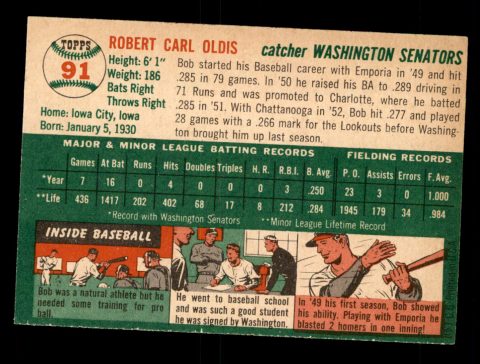 TOPPS
91
ROBERT CARL OLDIS
catcher WASHINGTON SENATORS
Height: 6' 1"
Weight: 186
Bats Right
Throws Right
Home: Iowa City, Iowa
Born: January 5, 1930
Bob started his Baseball career with Emporia in '49 and hit
.285 in 79 games. In '50 he raised his BA to .289 driving in
71 Runs and was promoted to Charlotte, where he batted
.285 in '51. With Chattanooga in '52, Bob hit .277 and played
28 games with a .266 mark for the Lookouts before Washing-
ton brought him up last season.
MAJOR & MINOR LEAGUE BATTING RECORDS
FIELDING RECORDS
Games At Bat Runs Hits Doubles Triples H. R. R.B.I. B. Avg. P. O. Assists Errors F. Avg.
*Year 7 16 0 4 0 0 0 3 .250 23 5 0 1.000
**Life 436 1417 202 402 68 17 8 212 .284 1945 179 34 .984
*Record with Washington Senators
**Minor League Lifetime Record
INSIDE BASEBALL
Bob was a natural athlete but he
needed some training for pro
ball.
He went to baseball school
and was such a good student
he was signed by Washington.
In '49 his first season, Bob showed
his ability. Playing with Emporia he
blasted 2 homers in one inning!